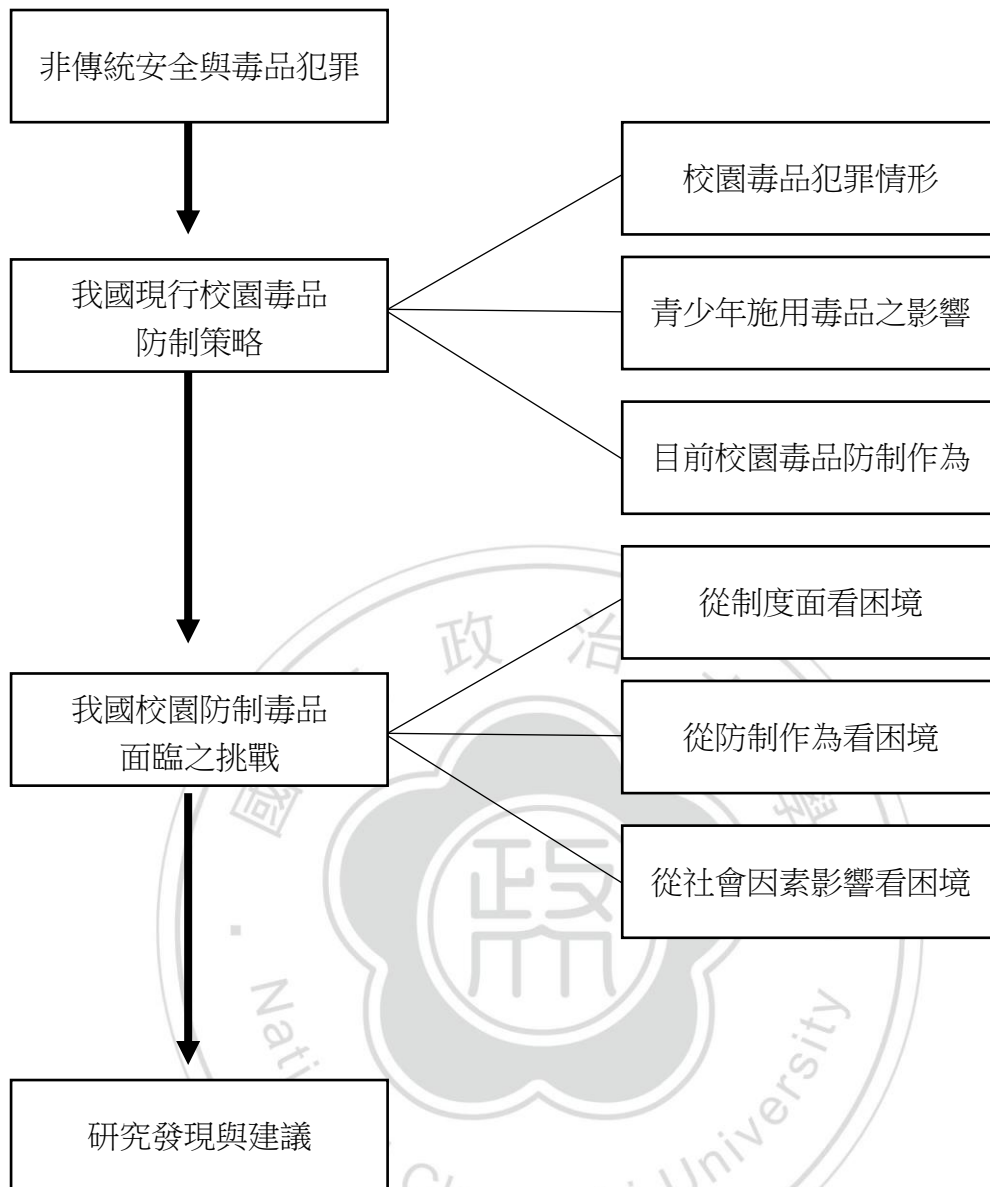 非傳統安全與毒品犯罪
校園毒品犯罪情形
我國現行校園毒品
防制策略
青少年施用毒品之影響
目前校園毒品防制作為
從制度面看困境
我國校園防制毒品
面臨之挑戰
從防制作為看困境
從社會因素影響看困境
研究發現與建議
政治
University